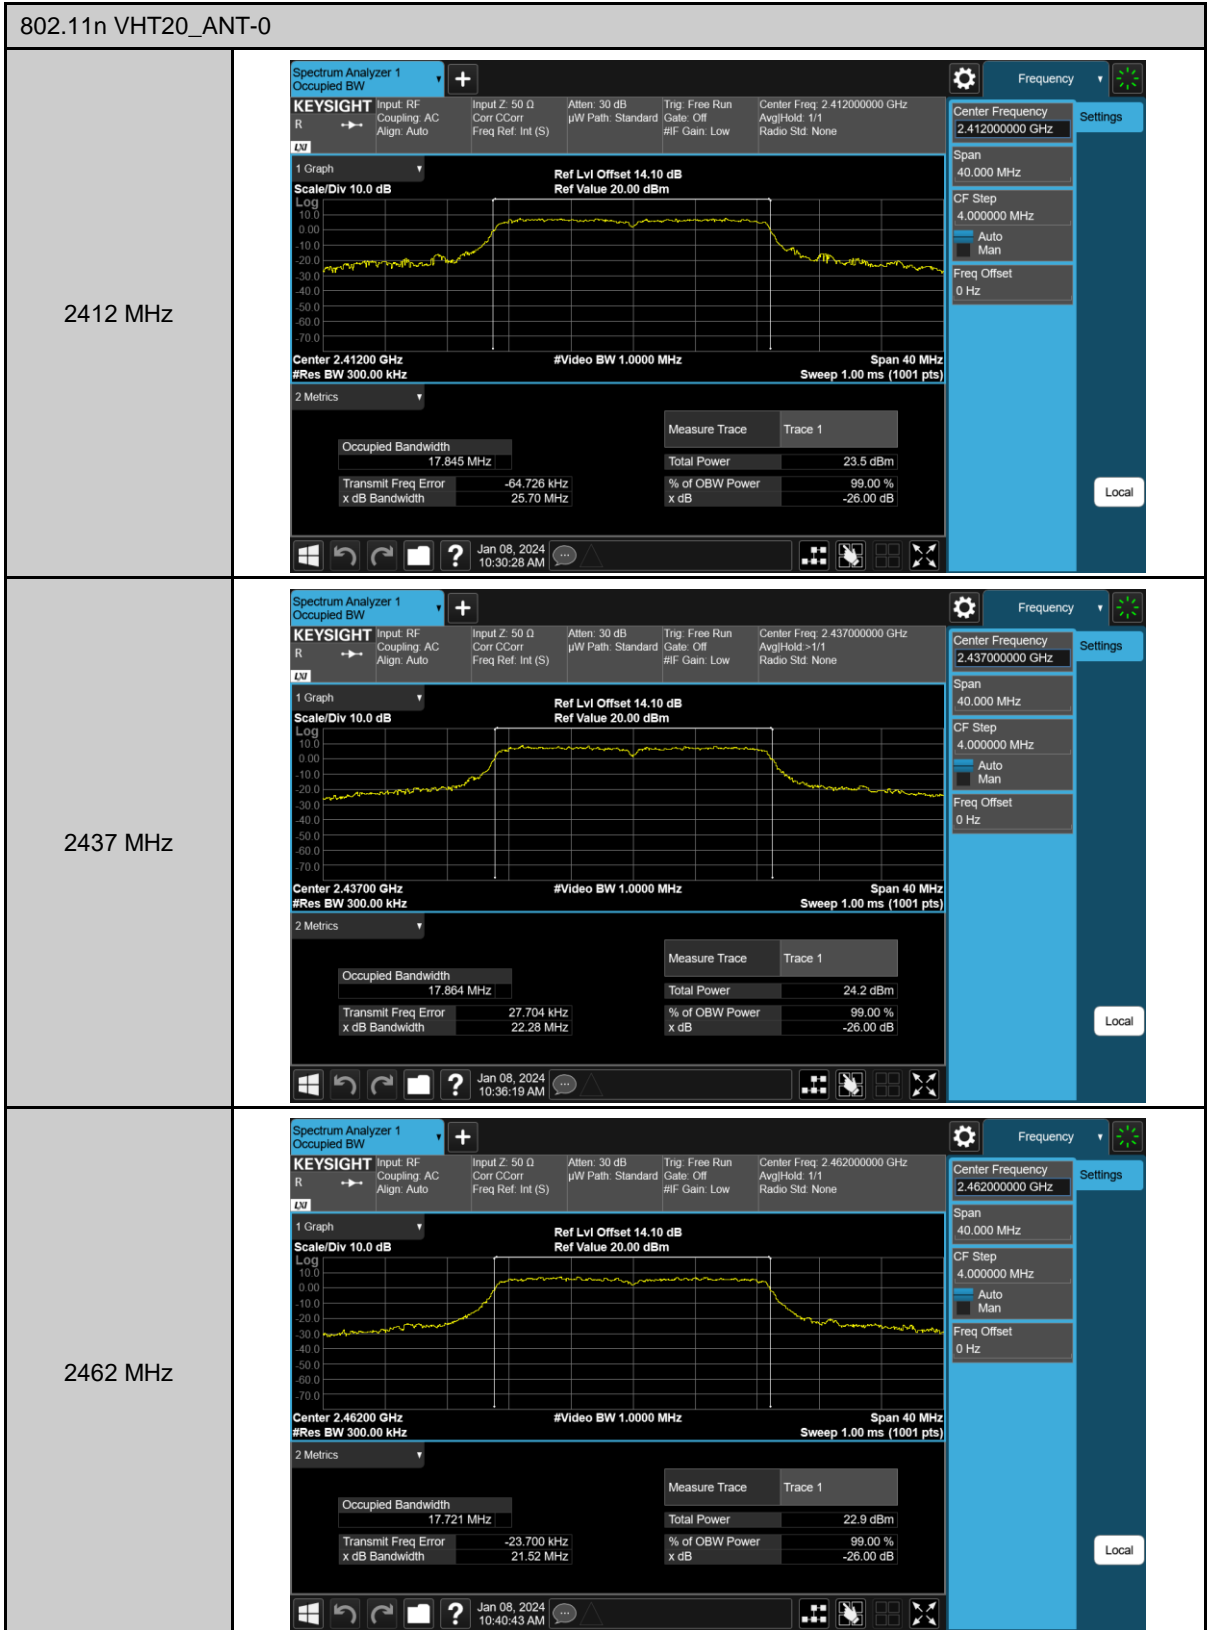 802.11n VHT20_ANT-0
2412 MHz
Spectrum Analyzer 1
Occupied BW
Frequency
KEYSIGHT
R
LXI
Input: RF
Coupling: AC
Align: Auto
Input Z: 50 Ω
Corr CCorr
Freq Ref: Int (S)
Atten: 30 dB
µW Path: Standard
Trig: Free Run
Gate: Off
#IF Gain: Low
Center Freq: 2.412000000 GHz
Avg|Hold: 1/1
Radio Std: None
Center Frequency
2.412000000 GHz
Settings
Span
40.000 MHz
CF Step
4.000000 MHz
Auto
Man
Freq Offset
0 Hz
Local
1 Graph
Scale/Div 10.0 dB
Ref Lvl Offset 14.10 dB
Ref Value 20.00 dBm
Log
10.0
0.00
-10.0
-20.0
-30.0
-40.0
-50.0
-60.0
-70.0
Center 2.41200 GHz
#Video BW 1.0000 MHz
Span 40 MHz
#Res BW 300.00 kHz
Sweep 1.00 ms (1001 pts)
2 Metrics
Measure Trace Trace 1
Occupied Bandwidth
17.845 MHz
Total Power 23.5 dBm
Transmit Freq Error -64.726 kHz
% of OBW Power 99.00 %
x dB Bandwidth 25.70 MHz
x dB -26.00 dB
?
Jan 08, 2024
10:30:28 AM
2437 MHz
Spectrum Analyzer 1
Occupied BW
Frequency
KEYSIGHT
R
LXI
Input: RF
Coupling: AC
Align: Auto
Input Z: 50 Ω
Corr CCorr
Freq Ref: Int (S)
Atten: 30 dB
µW Path: Standard
Trig: Free Run
Gate: Off
#IF Gain: Low
Center Freq: 2.437000000 GHz
Avg|Hold:>1/1
Radio Std: None
Center Frequency
2.437000000 GHz
Settings
Span
40.000 MHz
CF Step
4.000000 MHz
Auto
Man
Freq Offset
0 Hz
Local
1 Graph
Scale/Div 10.0 dB
Ref Lvl Offset 14.10 dB
Ref Value 20.00 dBm
Log
10.0
0.00
-10.0
-20.0
-30.0
-40.0
-50.0
-60.0
-70.0
Center 2.43700 GHz
#Video BW 1.0000 MHz
Span 40 MHz
#Res BW 300.00 kHz
Sweep 1.00 ms (1001 pts)
2 Metrics
Measure Trace Trace 1
Occupied Bandwidth
17.864 MHz
Total Power 24.2 dBm
Transmit Freq Error 27.704 kHz
% of OBW Power 99.00 %
x dB Bandwidth 22.28 MHz
x dB -26.00 dB
?
Jan 08, 2024
10:36:19 AM
2462 MHz
Spectrum Analyzer 1
Occupied BW
Frequency
KEYSIGHT
R
LXI
Input: RF
Coupling: AC
Align: Auto
Input Z: 50 Ω
Corr CCorr
Freq Ref: Int (S)
Atten: 30 dB
µW Path: Standard
Trig: Free Run
Gate: Off
#IF Gain: Low
Center Freq: 2.462000000 GHz
Avg|Hold: 1/1
Radio Std: None
Center Frequency
2.462000000 GHz
Settings
Span
40.000 MHz
CF Step
4.000000 MHz
Auto
Man
Freq Offset
0 Hz
Local
1 Graph
Scale/Div 10.0 dB
Ref Lvl Offset 14.10 dB
Ref Value 20.00 dBm
Log
10.0
0.00
-10.0
-20.0
-30.0
-40.0
-50.0
-60.0
-70.0
Center 2.46200 GHz
#Video BW 1.0000 MHz
Span 40 MHz
#Res BW 300.00 kHz
Sweep 1.00 ms (1001 pts)
2 Metrics
Measure Trace Trace 1
Occupied Bandwidth
17.721 MHz
Total Power 22.9 dBm
Transmit Freq Error -23.700 kHz
% of OBW Power 99.00 %
x dB Bandwidth 21.52 MHz
x dB -26.00 dB
?
Jan 08, 2024
10:40:43 AM